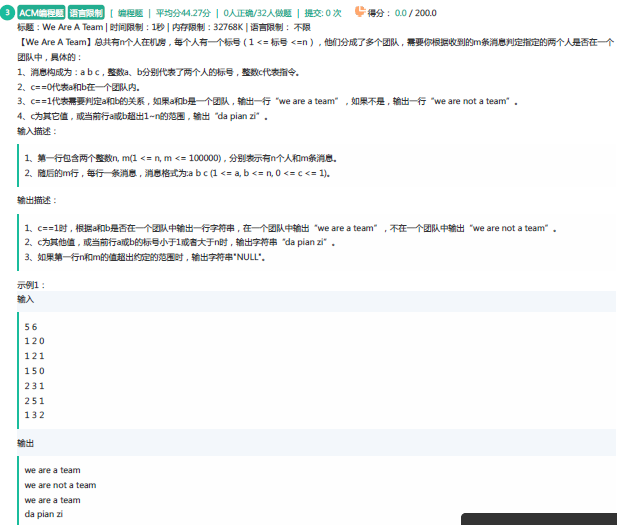 3 ACM编程题 语言限制 [ 编程题 | 平均分44.27分 | 0人正确/32人做题 | 提交: 0 次 得分： 0.0 / 200.0
标题：We Are A Team | 时间限制：1秒 | 内存限制：32768K | 语言限制： 不限
【We Are A Team】总共有n个人在机房，每个人有一个标号（ 1 <= 标号 <=n ） ，他们分成了多个团队，需要你根据收到的m条消息判定指定的两个人是否在一个
团队中，具体的：
1、消息构成为：a b c，整数a、b分别代表了两个人的标号，整数c代表指令。
2、c==0代表a和b在一个团队内。
3、c==1代表需要判定a和b的关系，如果a和b是一个团队，输出一行“we are a team” ，如果不是，输出一行“we are not a team” 。
4、c为其它值，或当前行a或b超出1~n的范围，输出“da pian zi” 。
输入描述：
1、第一行包含两个整数n, m(1 <= n, m <= 100000)，分别表示有n个人和m条消息。
2、随后的m行，每行一条消息，消息格式为:a b c (1 <= a, b <= n, 0 <= c <= 1)。
输出描述：
1、c==1时，根据a和b是否在一个团队中输出一行字符串，在一个团队中输出“we are a team” ，不在一个团队中输出“we are not a team” 。
2、c为其他值，或当前行a或b的标号小于1或者大于n时，输出字符串“da pian zi” 。
3、如果第一行n和m的值超出约定的范围时，输出字符串"NULL"。
示例1：
输入
5 6
1 2 0
1 2 1
1 5 0
2 3 1
2 5 1
1 3 2
输出
we are a team
we are not a team
we are a team
da pian zi